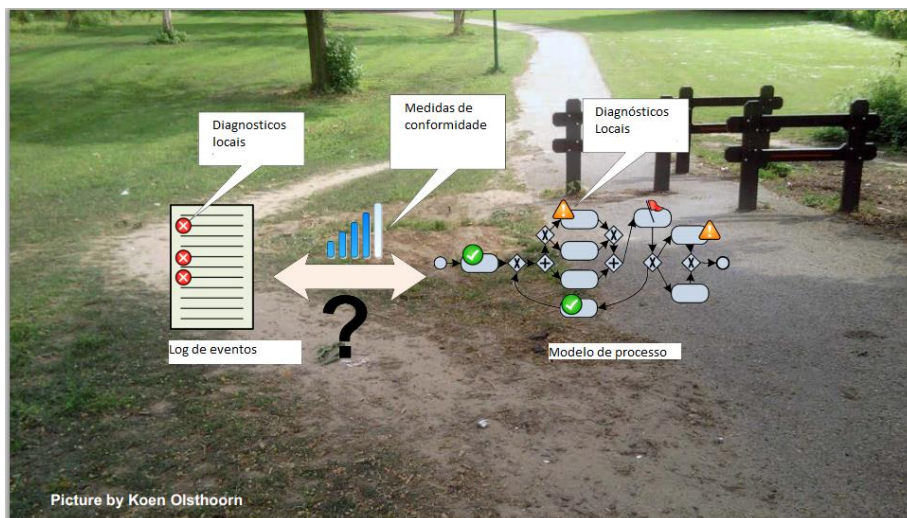 Diagnosticos
locais
Medidas de
conformidade
Diagnósticos
Locais
?
Log de eventos
Modelo de processo
Picture by Koen Olsthoorn